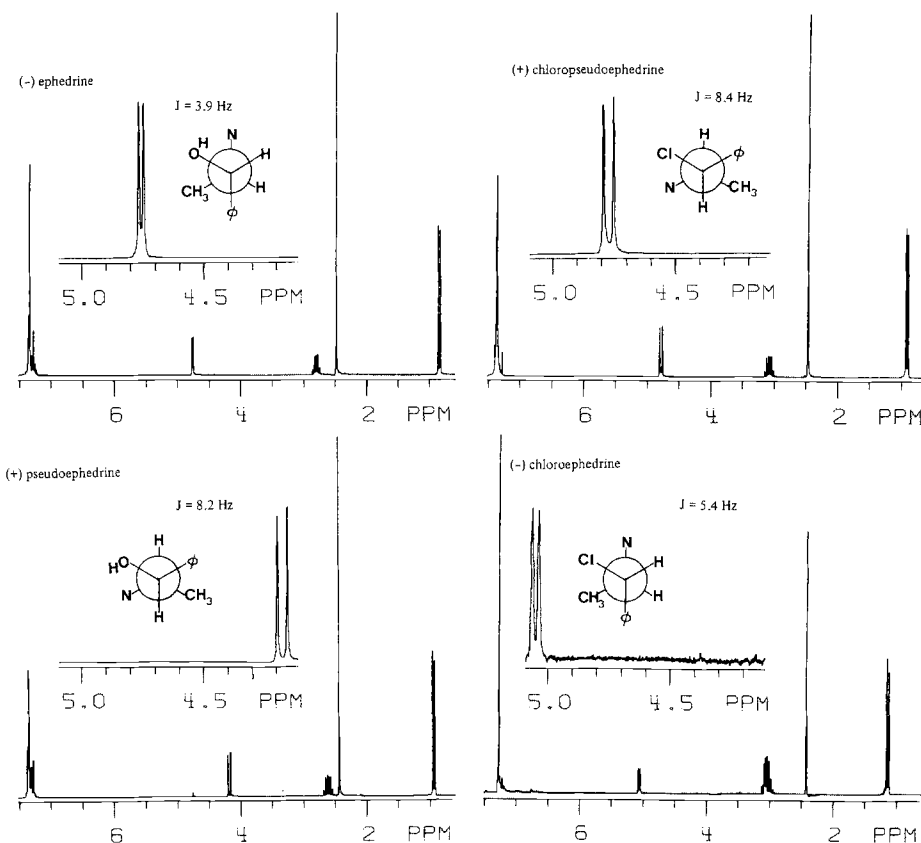 (-) ephedrine
J = 3.9 Hz
H
O
N
H
CH3
H
ϕ
5.0 4.5 PPM
6 4 2 PPM
(+) chloropseudoephedrine
J = 8.4 Hz
H
Cl
ϕ
N
CH3
H
5.0 4.5 PPM
6 4 2 PPM
(+) pseudoephedrine
J = 8.2 Hz
H
HO
ϕ
N
CH3
H
5.0 4.5 PPM
6 4 2 PPM
(-) chloroephedrine
J = 5.4 Hz
N
Cl
H
CH3
H
ϕ
5.0 4.5 PPM
6 4 2 PPM